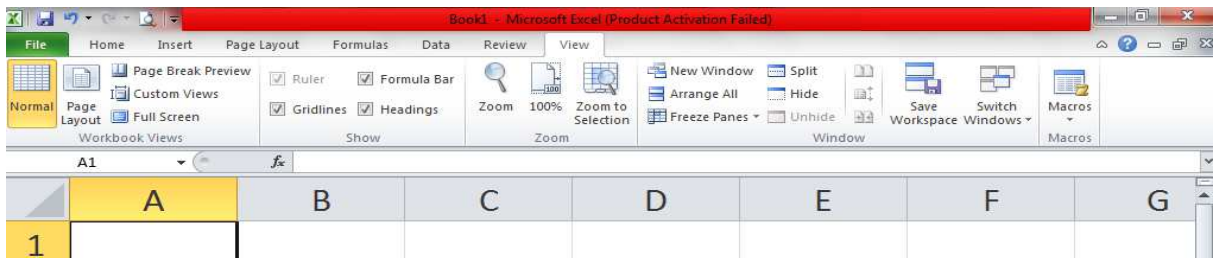 Book1 - Microsoft Excel (Product Activation Failed)
File Home Insert Page Layout Formulas Data Review View
Normal
Page Layout
Page Break Preview
Custom Views
Full Screen
Workbook Views
Ruler
Formula Bar
Gridlines
Headings
Show
Zoom
100%
Zoom to Selection
Zoom
New Window
Arrange All
Freeze Panes
Split
Hide
Unhide
Save Workspace
Switch Windows
Window
Macros
Macros
A1 fx
A B C D E F G
1